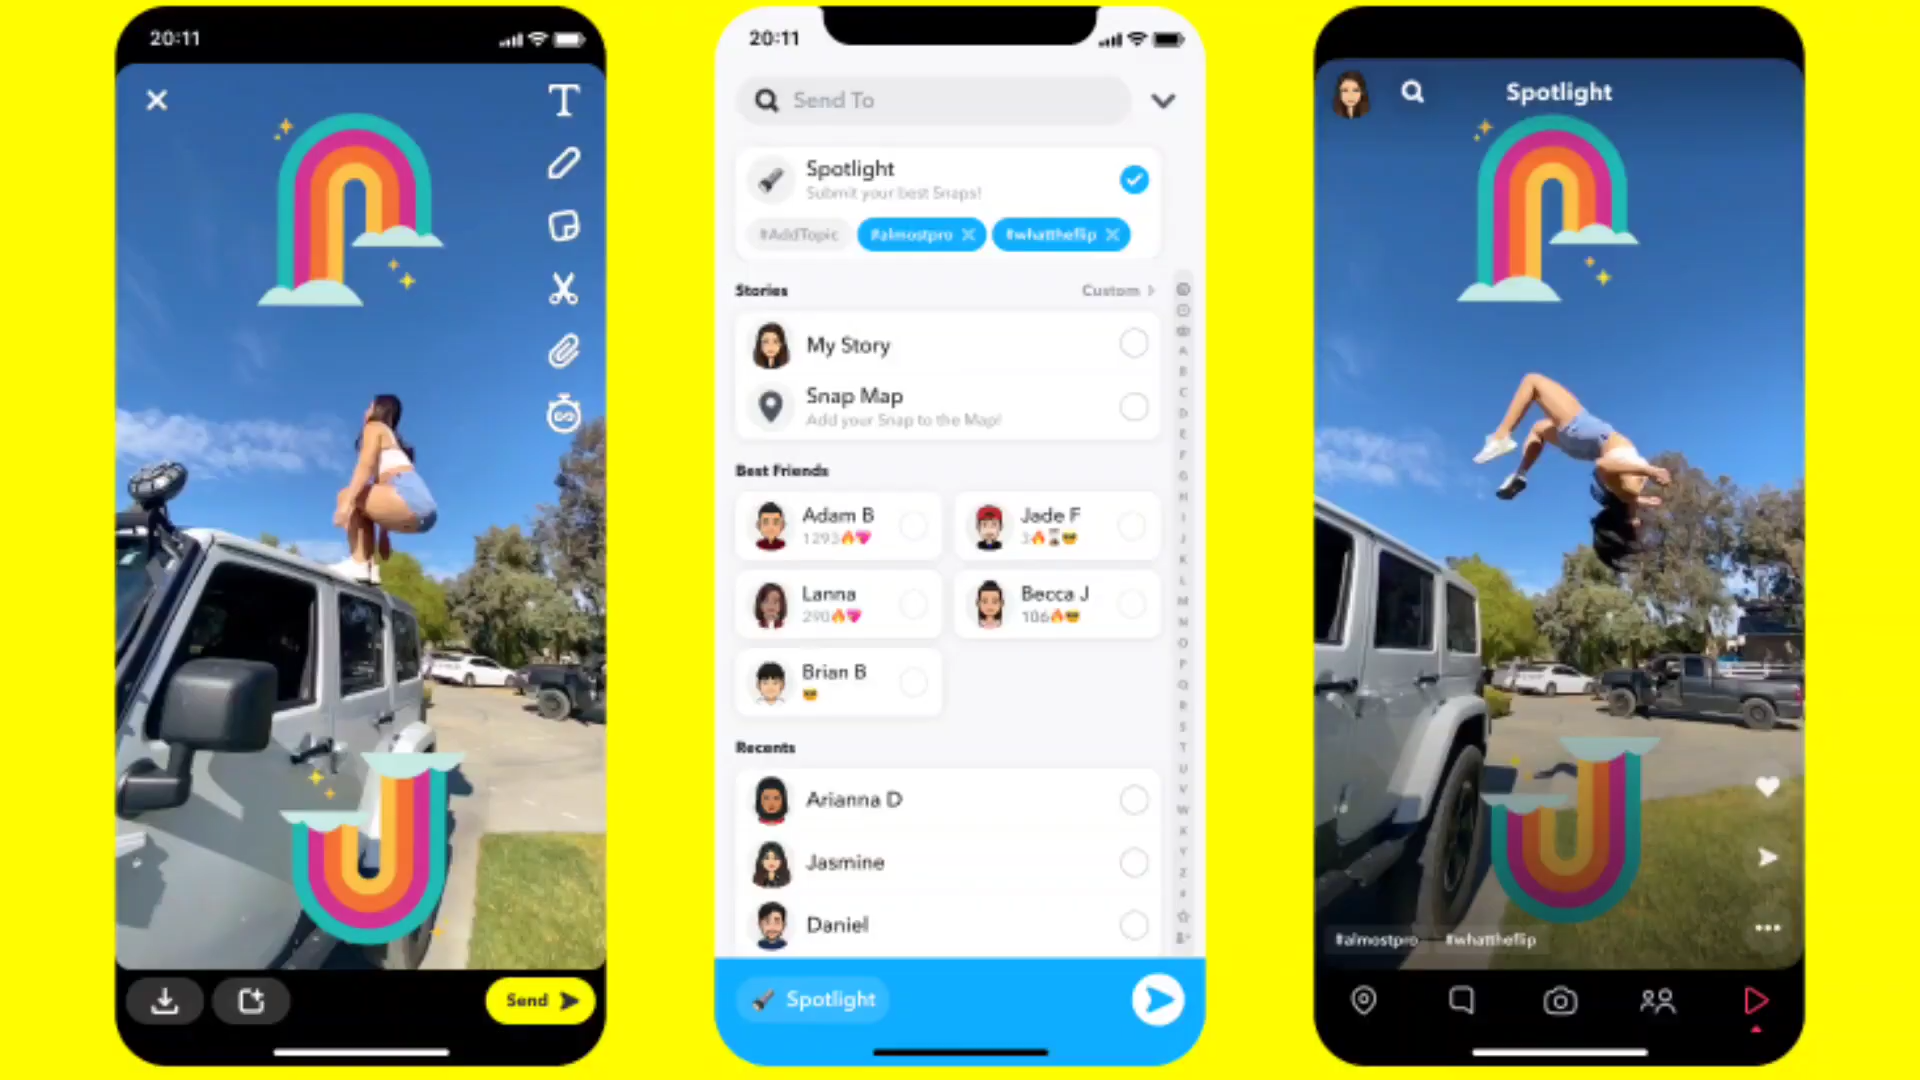 20:11
Send
20:11
Send To
Spotlight
Submit your best Snaps!
#AddTopic #almostpro #whattheflip
Stories Custom
My Story
Snap Map
Add your Snap to the Map!
Best Friends
Adam B Jade F
1293🔥💗 3🔥⌛😎
Lanna Becca J
290🔥💗 106🔥😎
Brian B
😎
Recents
Arianna D
Jasmine
Daniel
A
B
C
D
E
F
G
H
I
J
K
L
M
N
O
P
Q
R
S
T
U
V
W
X
Y
Z
#
Spotlight
Spotlight
#almostpro #whattheflip